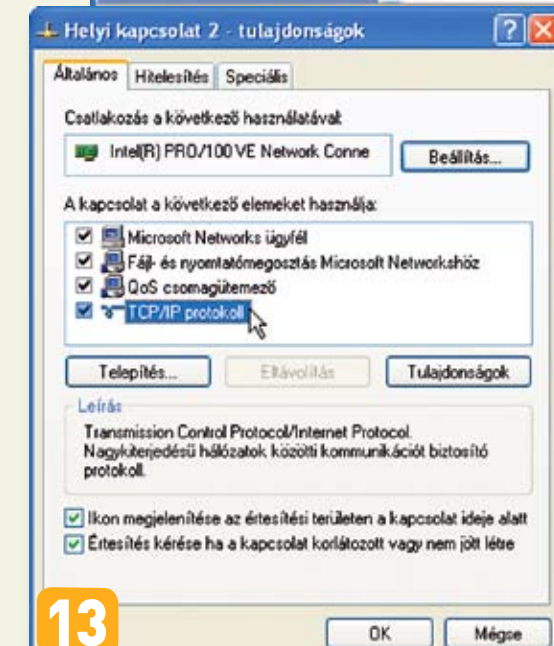 Helyi kapcsolat 2 - tulajdonságok
Általános Hitelesítés Speciális
Csatlakozás a következő használatával:
Intel(R) PRO/100 VE Network Conne Beállítás...
A kapcsolat a következő elemeket használja:
Microsoft Networks ügyfél
Fájl- és nyomtatómegosztás Microsoft Networkshöz
QoS csomagütemező
TCP/IP protokoll
Telepítés... Eltávolítás Tulajdonságok
Leírás
Transmission Control Protocol/Internet Protocol.
Nagykiterjedésű hálózatok közötti kommunikációt biztosító
protokoll.
Ikon megjelenítése az értesítési területen a kapcsolat ideje alatt
Értesítés kérése ha a kapcsolat korlátozott vagy nem jött létre
13
OK Mégse